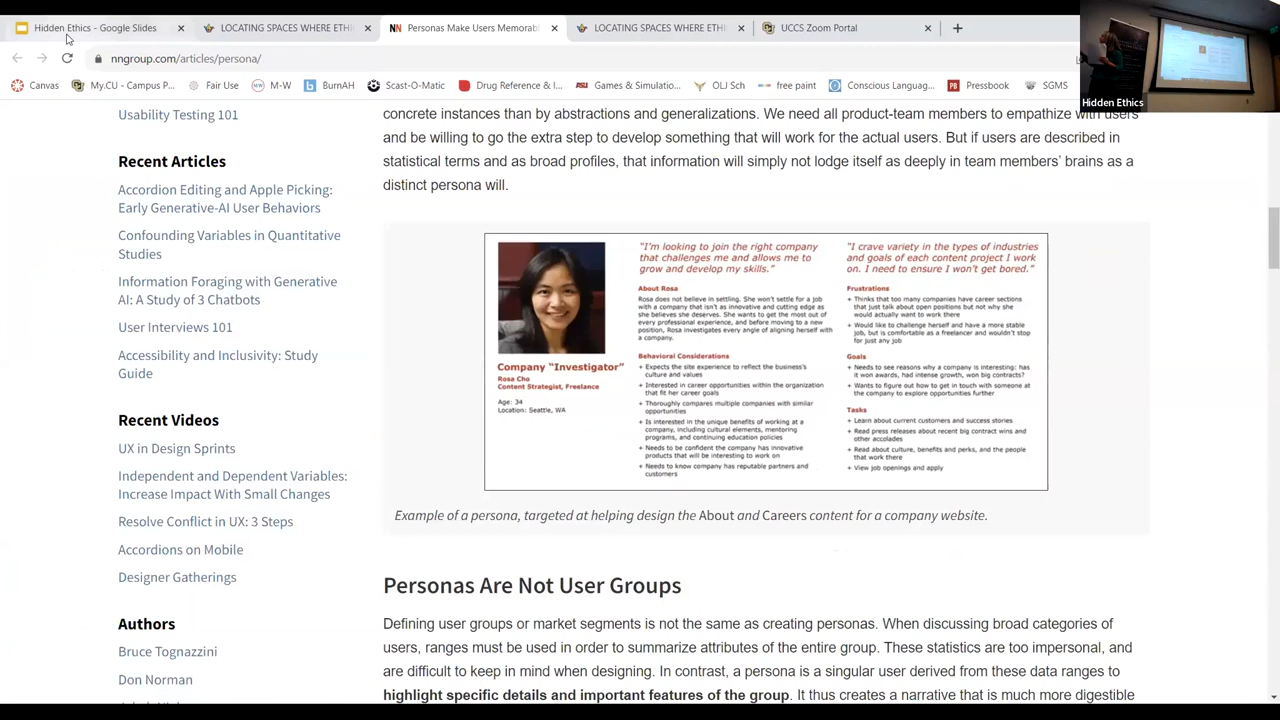 Hidden Ethics - Google Slides
LOCATING SPACES WHERE ETHI
Personas Make Users Memorab
LOCATING SPACES WHERE ETHI
UCCS Zoom Portal
nngroup.com/articles/persona/
Canvas
My.CU - Campus P...
Fair Use
M-W
BurnAH
Scast-O-Matic
Drug Reference & I...
Games & Simulatio...
OLJ Sch
free paint
Conscious Languag...
Pressbook
SGMS
Hidden Ethics
Usability Testing 101
Recent Articles
Accordion Editing and Apple Picking:
Early Generative-AI User Behaviors
Confounding Variables in Quantitative
Studies
Information Foraging with Generative
AI: A Study of 3 Chatbots
User Interviews 101
Accessibility and Inclusivity: Study
Guide
Recent Videos
UX in Design Sprints
Independent and Dependent Variables:
Increase Impact With Small Changes
Resolve Conflict in UX: 3 Steps
Accordions on Mobile
Designer Gatherings
Authors
Bruce Tognazzini
Don Norman
concrete instances than by abstractions and generalizations. We need all product-team members to empathize with users
and be willing to go the extra step to develop something that will work for the actual users. But if users are described in
statistical terms and as broad profiles, that information will simply not lodge itself as deeply in team members' brains as a
distinct persona will.
Company "Investigator"
Rosa Cho
Content Strategist, Freelance
Age: 34
Location: Seattle, WA
"I'm looking to join the right company
that challenges me and allows me to
grow and develop my skills."
About Rosa
Rosa does not believe in settling. She won't settle for a job
with a company that isn't as innovative and cutting edge as
she believes she deserves. She wants to get the most out of
every professional experience, and before moving to a new
position, Rosa investigates every angle of aligning herself with
a company.
Behavioral Considerations
+ Expects the site experience to reflect the business's
culture and values
+ Interested in career opportunities within the organization
that fit her career goals
+ Thoroughly compares multiple companies with similar
opportunities
+ Is interested in the unique benefits of working at a
company, including cultural elements, mentoring
programs, and continuing education policies
+ Needs to be confident the company has innovative
products that will be interesting to work on
+ Needs to know company has reputable partners and
customers
"I crave variety in the types of industries
and goals of each content project I work
on. I need to ensure I won't get bored."
Frustrations
+ Thinks that too many companies have career sections
that just talk about open positions but not why she
would actually want to work there
+ Would like to challenge herself and have a more stable
job, but is comfortable as a freelancer and wouldn't stop
for just any job
Goals
+ Needs to see reasons why a company is interesting: has
it won awards, had intense growth, won big contracts?
+ Wants to figure out how to get in touch with someone at
the company to explore opportunities further
Tasks
+ Learn about current customers and success stories
+ Read press releases about recent big contract wins and
other accolades
+ Read about culture, benefits and perks, and the people
that work there
+ View job openings and apply
Example of a persona, targeted at helping design the About and Careers content for a company website.
Personas Are Not User Groups
Defining user groups or market segments is not the same as creating personas. When discussing broad categories of
users, ranges must be used in order to summarize attributes of the entire group. These statistics are too impersonal, and
are difficult to keep in mind when designing. In contrast, a persona is a singular user derived from these data ranges to
highlight specific details and important features of the group. It thus creates a narrative that is much more digestible